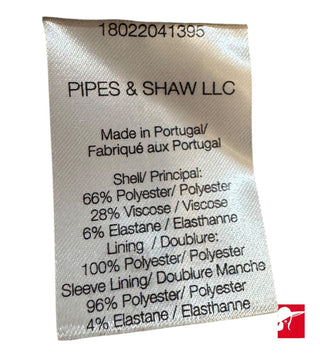 18022041395
PIPES & SHAW LLC
Made in Portugal/
Fabriqué aux Portugal
Shell/ Principal:
66% Polyester/ Polyester
28% Viscose / Viscose
6% Elastane / Elasthanne
Lining / Doublure:
100% Polyester/ Polyester
Sleeve Lining/ Doublure Manche
96% Polyester/ Polyester
4% Elastane / Elasthanne